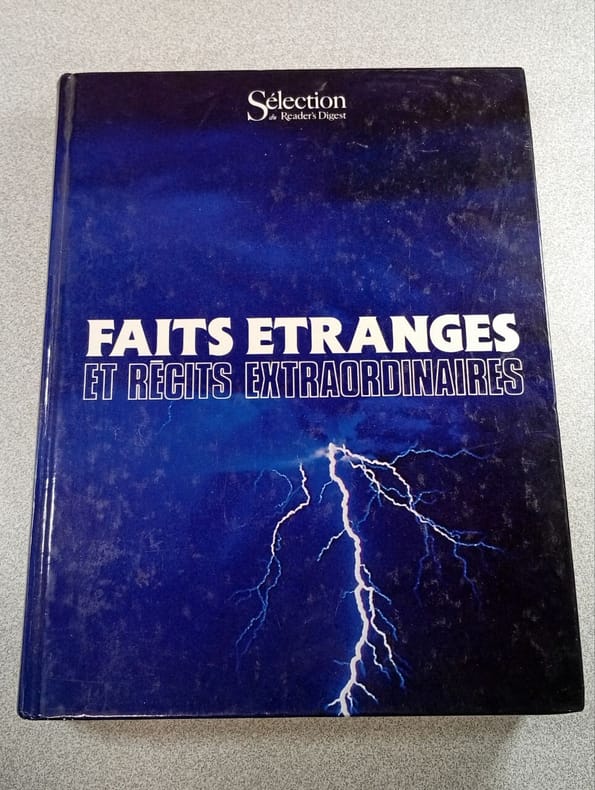 Sélection
du Reader's Digest
FAITS ETRANGES
ET RÉCITS EXTRAORDINAIRES